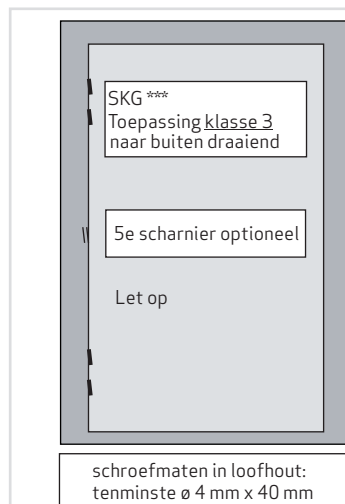 SKG ***
Toepassing klasse 3
naar buiten draaiend
5e scharnier optioneel
Let op
schroefmaten in loofhout:
tenminste ø 4 mm x 40 mm